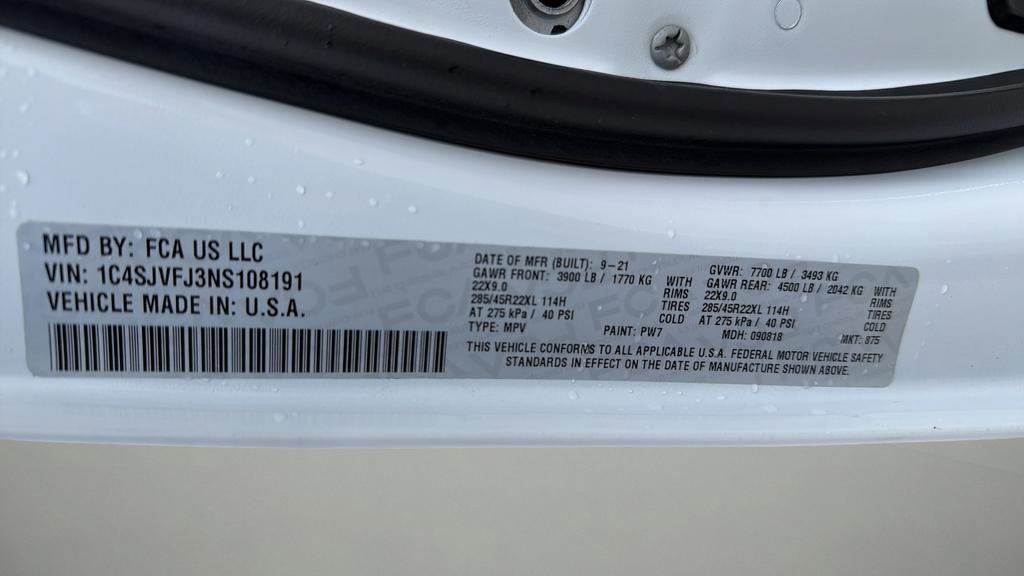 MFD BY: FCA US LLC
VIN: 1C4SJVFJ3NS108191
VEHICLE MADE IN: U.S.A.
DATE OF MFR (BUILT): 9-21
GAWR FRONT: 3900 LB / 1770 KG WITH
22X9.0 RIMS
285/45R22XL 114H TIRES
AT 275 kPa / 40 PSI COLD
TYPE: MPV PAINT: PW7
GVWR: 7700 LB / 3493 KG
GAWR REAR: 4500 LB / 2042 KG WITH
22X9.0 RIMS
285/45R22XL 114H TIRES
AT 275 kPa / 40 PSI COLD
MDH: 090818 MKT: 875
THIS VEHICLE CONFORMS TO ALL APPLICABLE U.S.A. FEDERAL MOTOR VEHICLE SAFETY
STANDARDS IN EFFECT ON THE DATE OF MANUFACTURE SHOWN ABOVE.